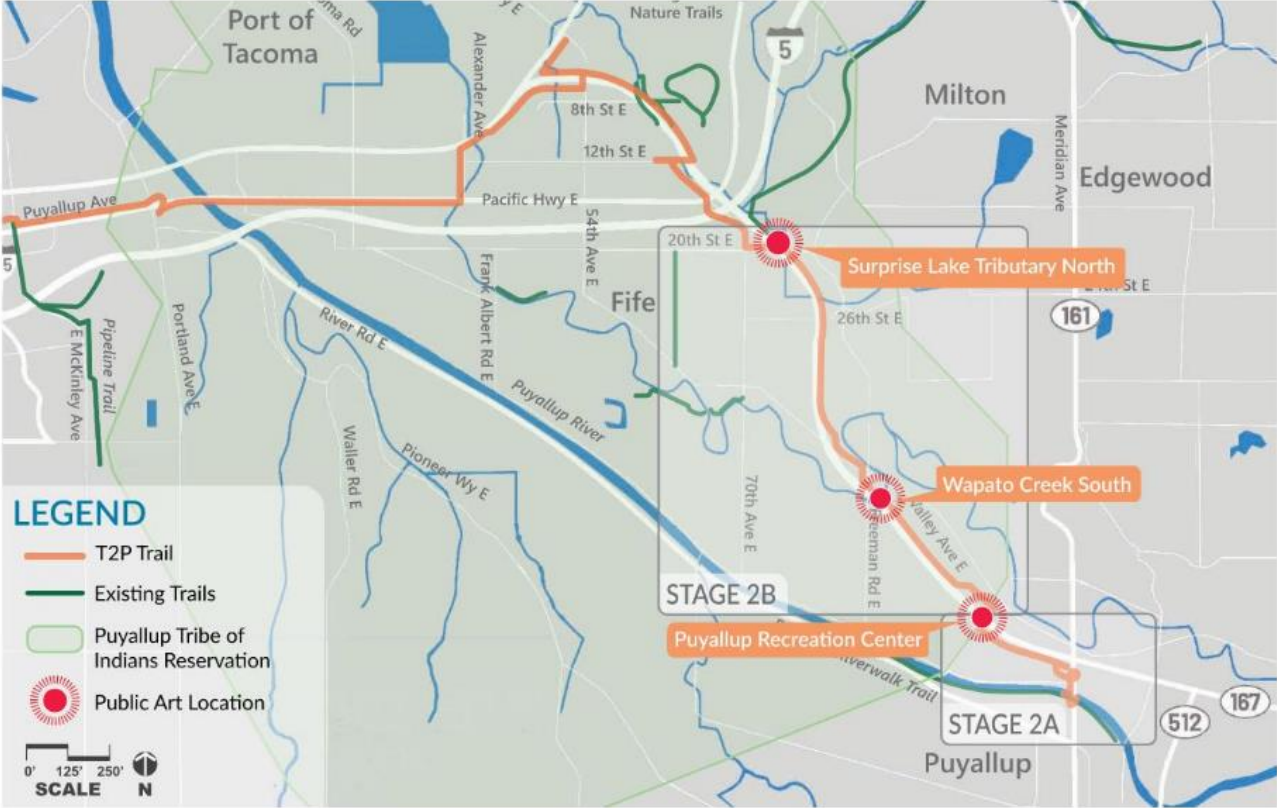 Port of
Tacoma
Nature Trails
5
Milton
Alexander Ave
8th St E
12th St E
Meridian Ave
Edgewood
Puyallup Ave
Pacific Hwy E
54th Ave E
20th St E
Surprise Lake Tributary North
5
Frank Albert Rd E
Fife
26th St E
161
River Rd E
Portland Ave E
Pipeline Trail
E McKinley Ave
Puyallup River
Waller Rd E
Pioneer Wy E
70th Ave E
Wapato Creek South
Valley Ave E
STAGE 2B
Puyallup Recreation Center
STAGE 2A
167
512
Puyallup
LEGEND
T2P Trail
Existing Trails
Puyallup Tribe of
Indians Reservation
Public Art Location
0' 125' 250'
SCALE N